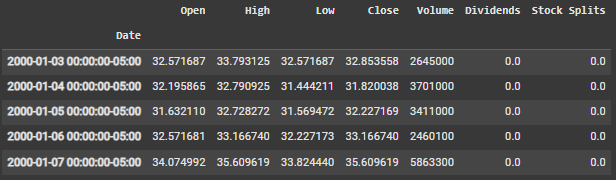 Open High Low Close Volume Dividends Stock Splits
Date
2000-01-03 00:00:00-05:00 32.571687 33.793125 32.571687 32.853558 2645000 0.0 0.0
2000-01-04 00:00:00-05:00 32.195865 32.790925 31.444211 31.820038 3701000 0.0 0.0
2000-01-05 00:00:00-05:00 31.632110 32.728272 31.569472 32.227169 3411000 0.0 0.0
2000-01-06 00:00:00-05:00 32.571681 33.166740 32.227173 33.166740 2460100 0.0 0.0
2000-01-07 00:00:00-05:00 34.074992 35.609619 33.824440 35.609619 5863300 0.0 0.0